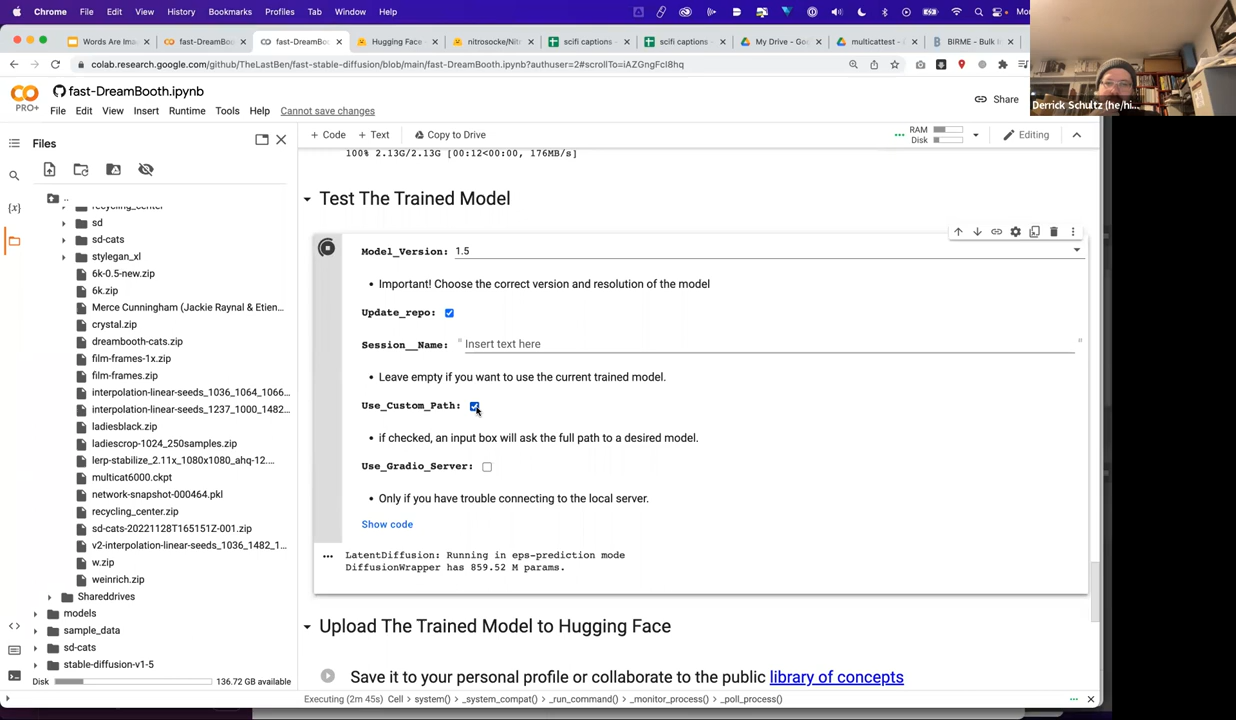 Chrome File Edit View History Bookmarks Profiles Tab Window Help
Words Are Ima
fast-DreamBoo
fast-DreamBoo
Hugging Face
nitrosocke/Nitr
scifi captions -
scifi captions -
My Drive - Goo
multicattest - 
BIRME - Bulk I
colab.research.google.com/github/TheLastBen/fast-stable-diffusion/blob/main/fast-DreamBooth.ipynb?authuser=2#scrollTo=iAZGngFcI8hq
Derrick Schultz (he/hi...
CO
PRO+
fast-DreamBooth.ipynb
File Edit View Insert Runtime Tools Help Cannot save changes
Share
Files
+ Code + Text Copy to Drive
RAM
Disk
Editing
..
recycling_center
sd
sd-cats
stylegan_xl
6k-0.5-new.zip
6k.zip
Merce Cunningham (Jackie Raynal & Etien...
crystal.zip
dreambooth-cats.zip
film-frames-1x.zip
film-frames.zip
interpolation-linear-seeds_1036_1064_1066...
interpolation-linear-seeds_1237_1000_1482...
ladiesblack.zip
ladiescrop-1024_250samples.zip
lerp-stabilize_2.11x_1080x1080_ahq-12....
multicat6000.ckpt
network-snapshot-000464.pkl
recycling_center.zip
sd-cats-20221128T165151Z-001.zip
v2-interpolation-linear-seeds_1036_1482_1...
w.zip
weinrich.zip
Shareddrives
models
sample_data
sd-cats
stable-diffusion-v1-5
Disk 136.72 GB available
100% 2.13G/2.13G [00:12<00:00, 176MB/s]
Test The Trained Model
Model_Version: 1.5
• Important! Choose the correct version and resolution of the model
Update_repo:
Session__Name: " Insert text here "
• Leave empty if you want to use the current trained model.
Use_Custom_Path:
• if checked, an input box will ask the full path to a desired model.
Use_Gradio_Server:
• Only if you have trouble connecting to the local server.
Show code
LatentDiffusion: Running in eps-prediction mode
DiffusionWrapper has 859.52 M params.
Upload The Trained Model to Hugging Face
Save it to your personal profile or collaborate to the public library of concepts
Executing (2m 45s) Cell > system() > _system_compat() > _run_command() > _monitor_process() > _poll_process()